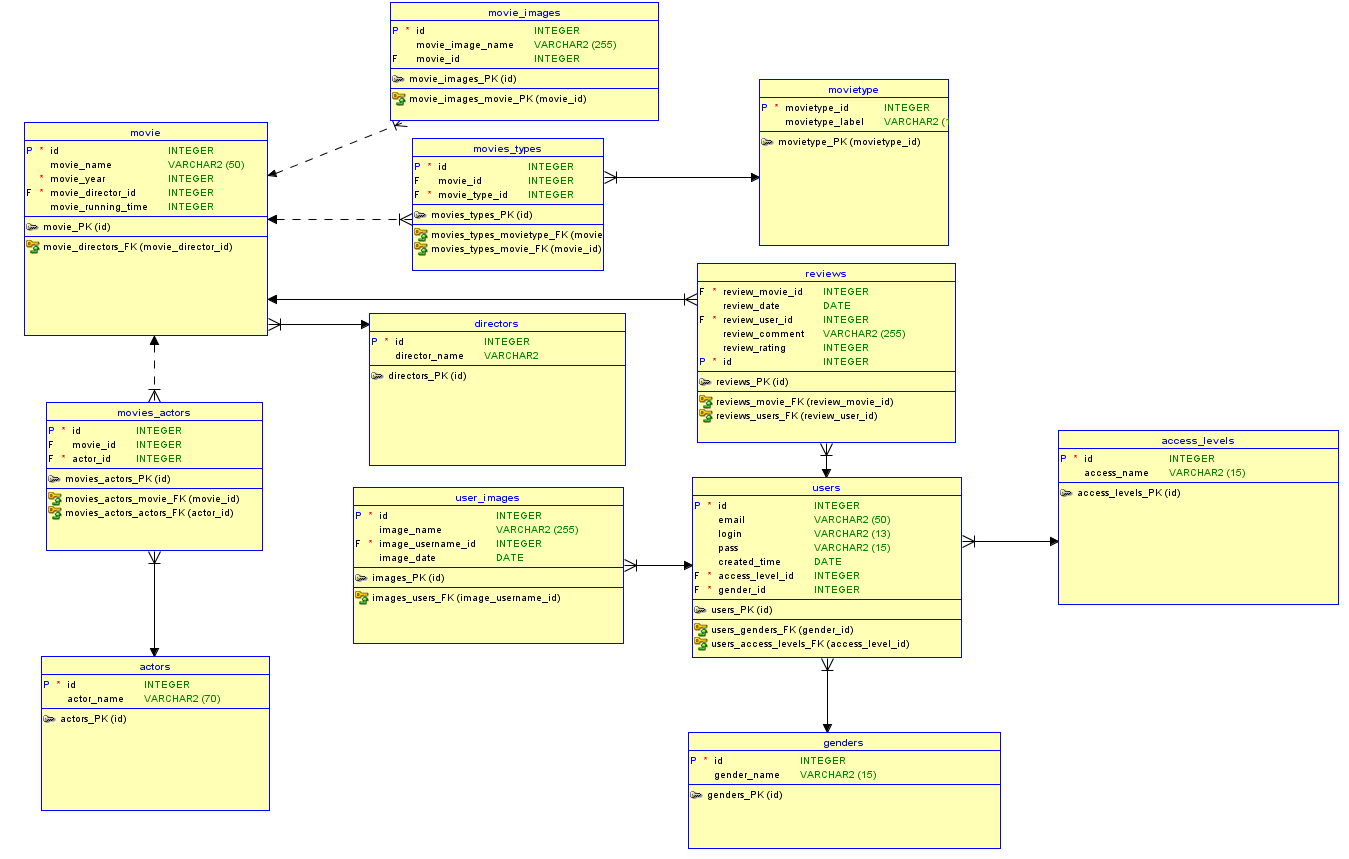 movie_images
P * id INTEGER
movie_image_name VARCHAR2 (255)
F movie_id INTEGER
movie_images_PK (id)
movie_images_movie_PK (movie_id)
movietype
P * movietype_id INTEGER
movietype_label VARCHAR2 (
movietype_PK (movietype_id)
movie
P * id INTEGER
movie_name VARCHAR2 (50)
* movie_year INTEGER
F * movie_director_id INTEGER
movie_running_time INTEGER
movie_PK (id)
movie_directors_FK (movie_director_id)
movies_types
P * id INTEGER
F movie_id INTEGER
F * movie_type_id INTEGER
movies_types_PK (id)
movies_types_movietype_FK (movie
movies_types_movie_FK (movie_id)
reviews
F * review_movie_id INTEGER
review_date DATE
F * review_user_id INTEGER
review_comment VARCHAR2 (255)
review_rating INTEGER
P * id INTEGER
reviews_PK (id)
reviews_movie_FK (review_movie_id)
reviews_users_FK (review_user_id)
directors
P * id INTEGER
director_name VARCHAR2
directors_PK (id)
movies_actors
P * id INTEGER
F movie_id INTEGER
F * actor_id INTEGER
movies_actors_PK (id)
movies_actors_movie_FK (movie_id)
movies_actors_actors_FK (actor_id)
access_levels
P * id INTEGER
access_name VARCHAR2 (15)
access_levels_PK (id)
user_images
P * id INTEGER
image_name VARCHAR2 (255)
F * image_username_id INTEGER
image_date DATE
images_PK (id)
images_users_FK (image_username_id)
users
P * id INTEGER
email VARCHAR2 (50)
login VARCHAR2 (13)
pass VARCHAR2 (15)
created_time DATE
F * access_level_id INTEGER
F * gender_id INTEGER
users_PK (id)
users_genders_FK (gender_id)
users_access_levels_FK (access_level_id)
actors
P * id INTEGER
actor_name VARCHAR2 (70)
actors_PK (id)
genders
P * id INTEGER
gender_name VARCHAR2 (15)
genders_PK (id)